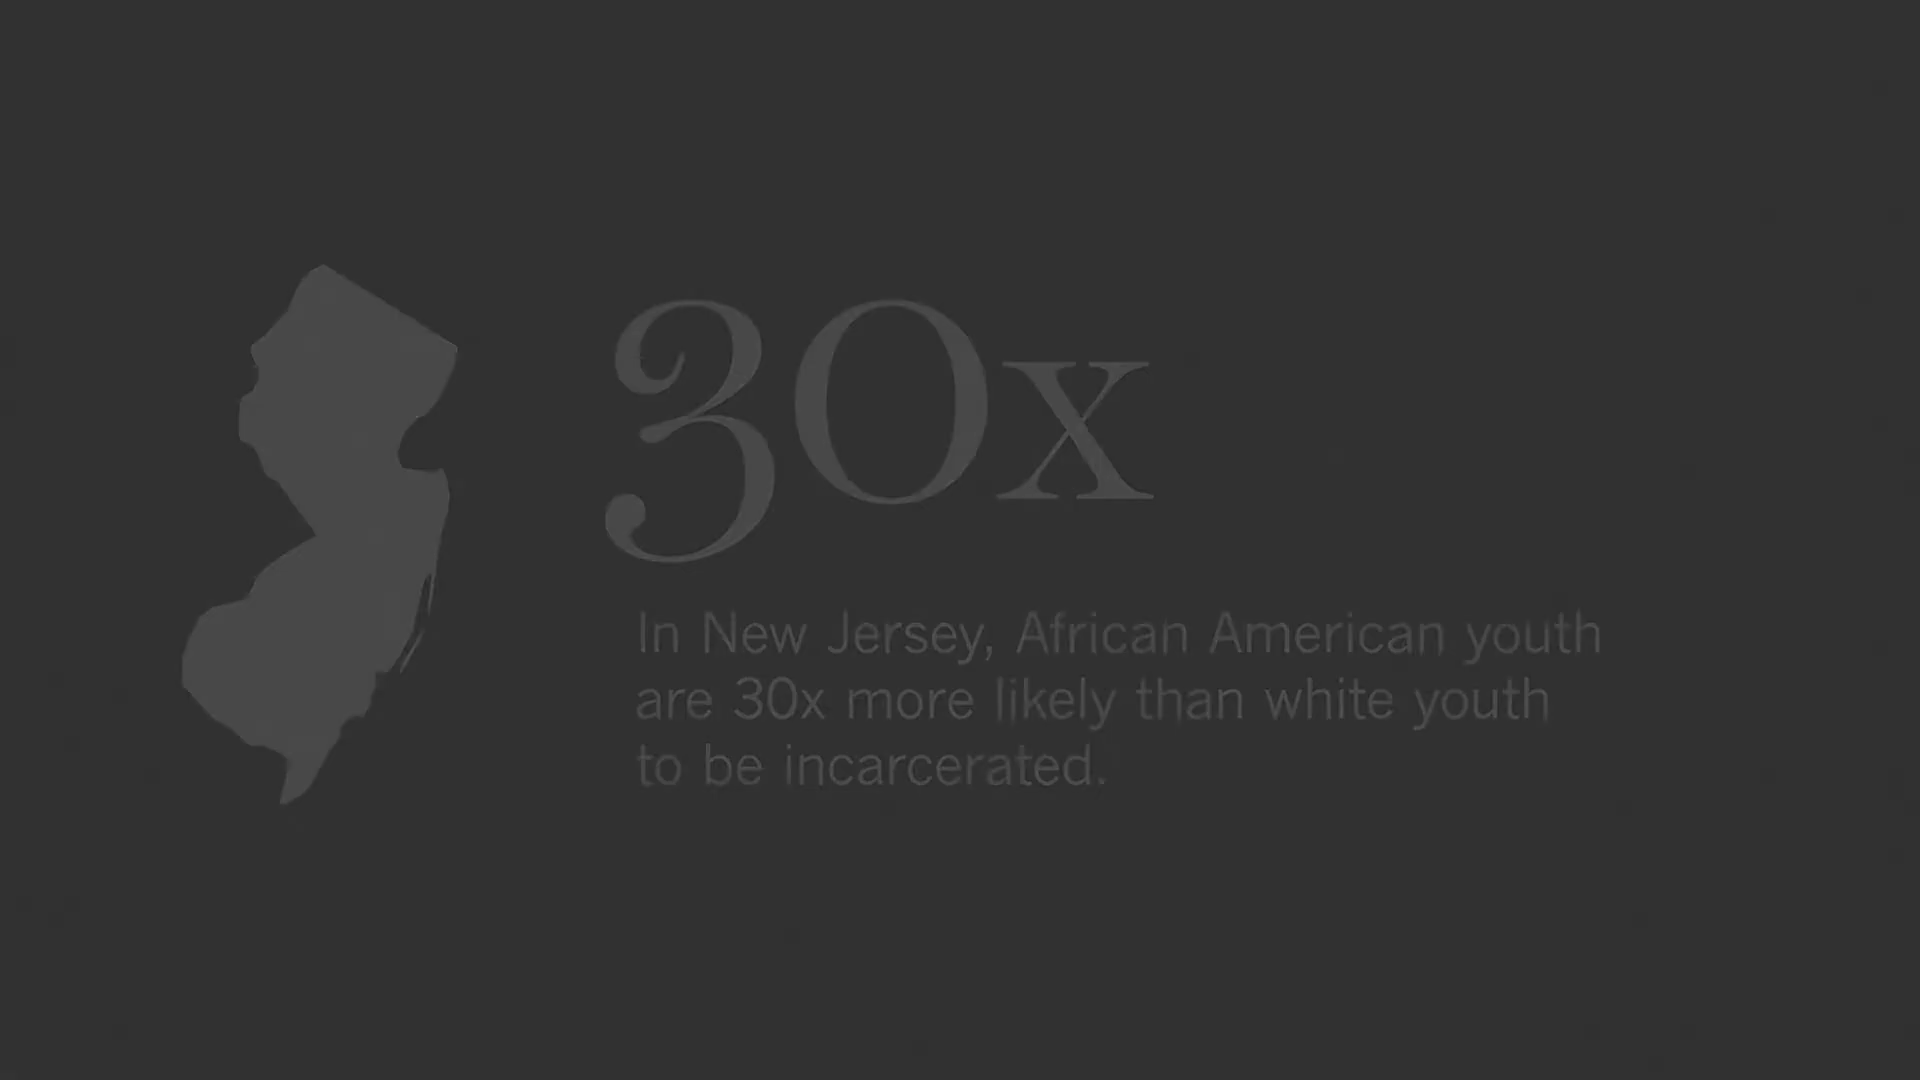 30x
In New Jersey, African American youth
are 30x more likely than white youth
to be incarcerated.